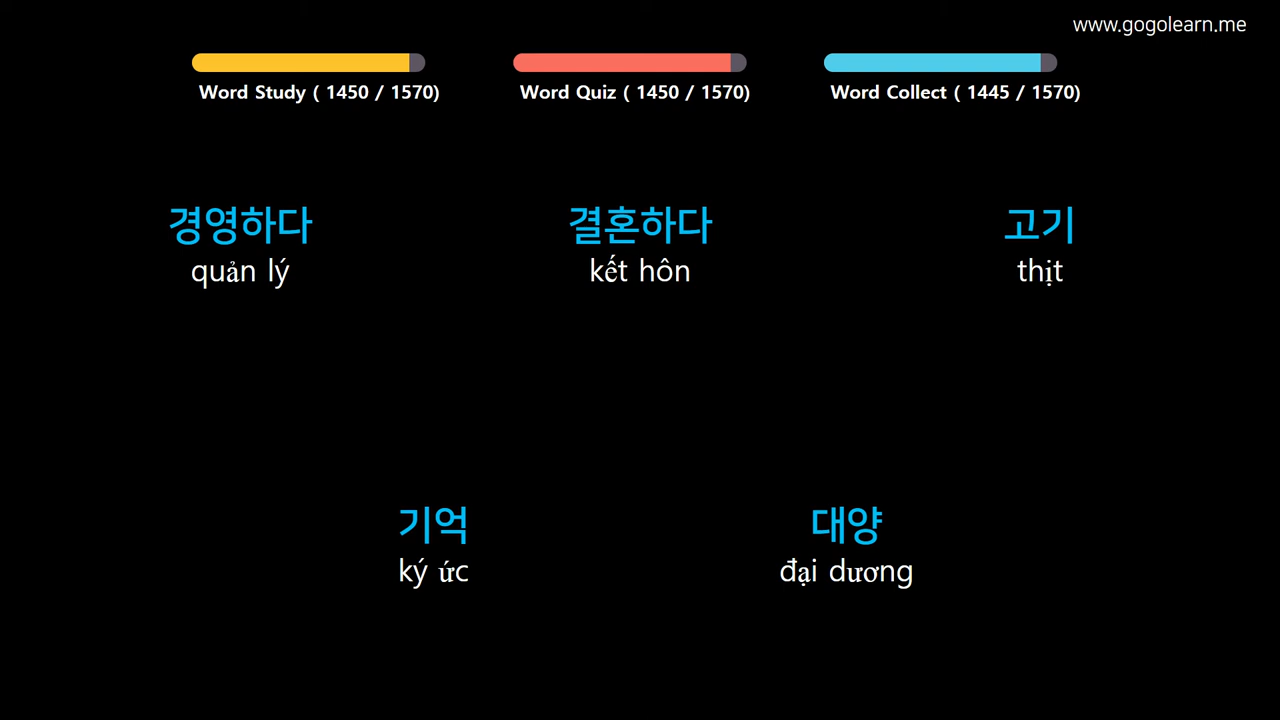 www.gogolearn.me
Word Study ( 1450 / 1570)
Word Quiz ( 1450 / 1570)
Word Collect ( 1445 / 1570)
경영하다
quản lý
결혼하다
kết hôn
고기
thịt
기억
ký ức
대양
đại dương